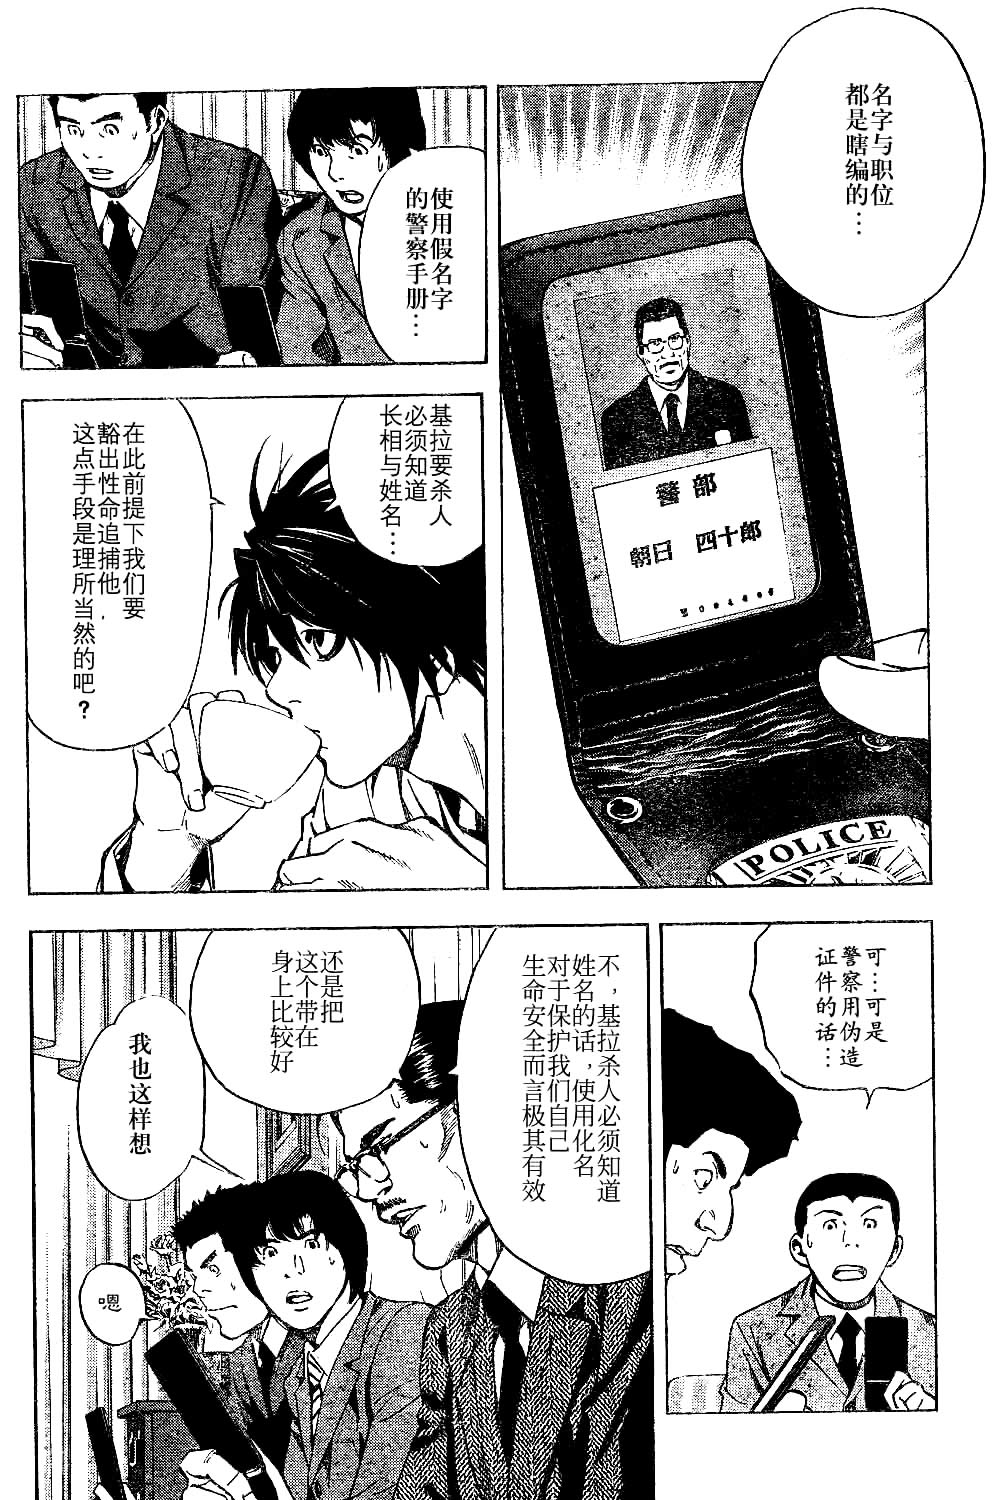 名字与职位
都是瞎编的…
警部
朝日 四十郎
POLICE
使用假名字
的警察手册…
基拉要杀人
必须知道
长相与姓名…
在此前提下我们要
豁出性命追捕他，
这点手段是理所当然的吧？
可…可是
警察用伪造
证件的话…
不，基拉杀人必须知道
姓名的话，使用化名
对于保护我们自己
生命安全而言极其有效
还是把
这个带在
身上比较好
我也这样想
嗯